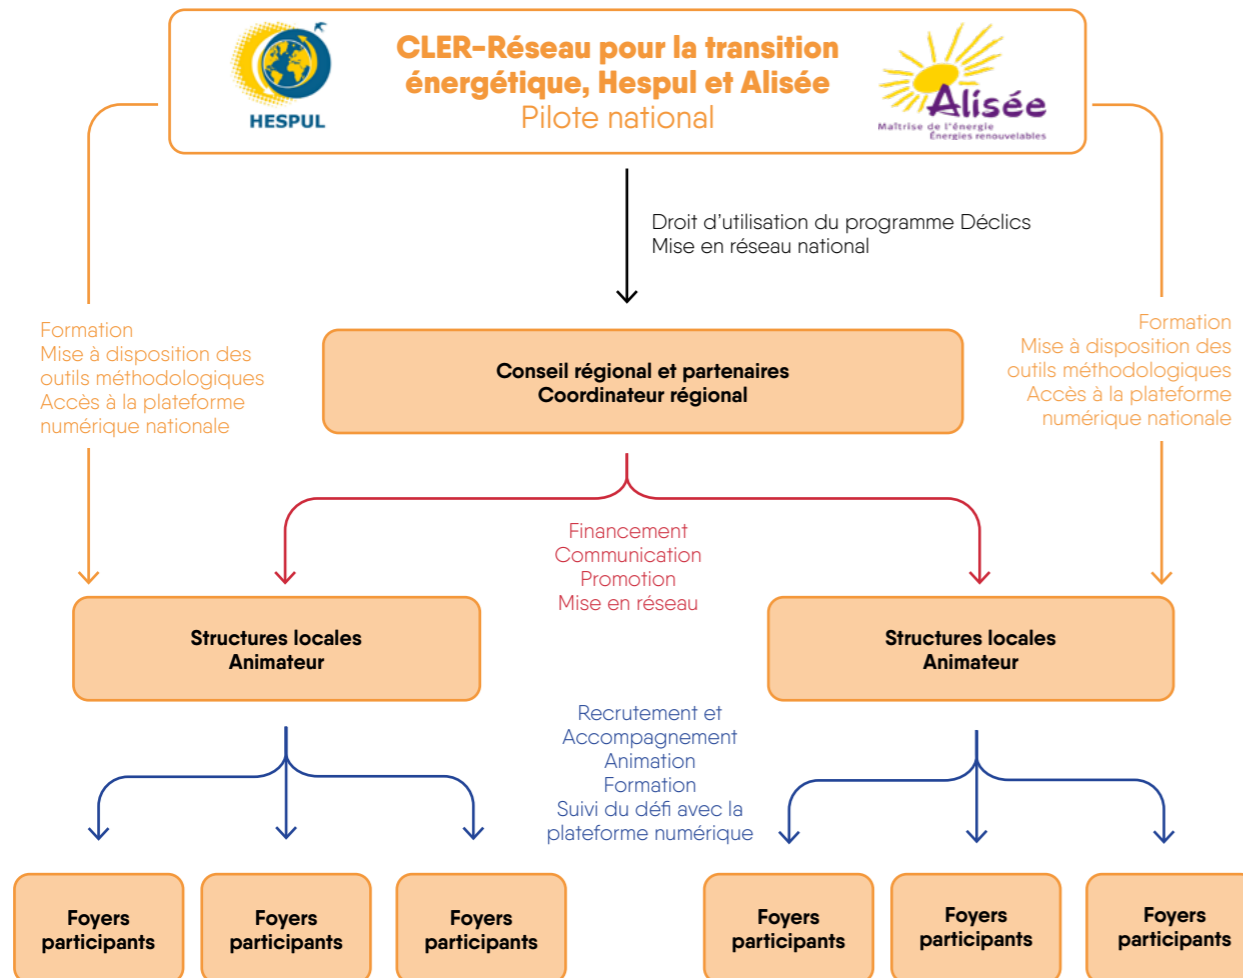 CLER-Réseau pour la transition
énergétique, Hespul et Alisée
Pilote national
HESPUL
Alisée
Maîtrise de l'énergie
Énergies renouvelables
Droit d'utilisation du programme Déclics
Mise en réseau national
Formation
Mise à disposition des
outils méthodologiques
Accès à la plateforme
numérique nationale
Formation
Mise à disposition des
outils méthodologiques
Accès à la plateforme
numérique nationale
Conseil régional et partenaires
Coordinateur régional
Financement
Communication
Promotion
Mise en réseau
Structures locales
Animateur
Structures locales
Animateur
Recrutement et
Accompagnement
Animation
Formation
Suivi du défi avec la
plateforme numérique
Foyers
participants
Foyers
participants
Foyers
participants
Foyers
participants
Foyers
participants
Foyers
participants